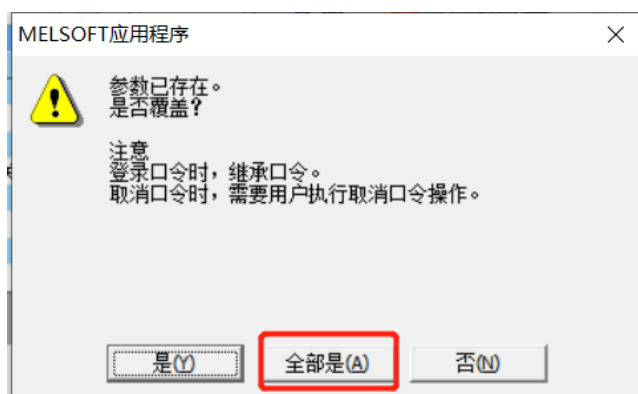 MELSOFT应用程序
参数已存在。
是否覆盖?
注意
登录口令时，继承口令。
取消口令时，需要用户执行取消口令操作。
是(Y) 全部是(A) 否(N)